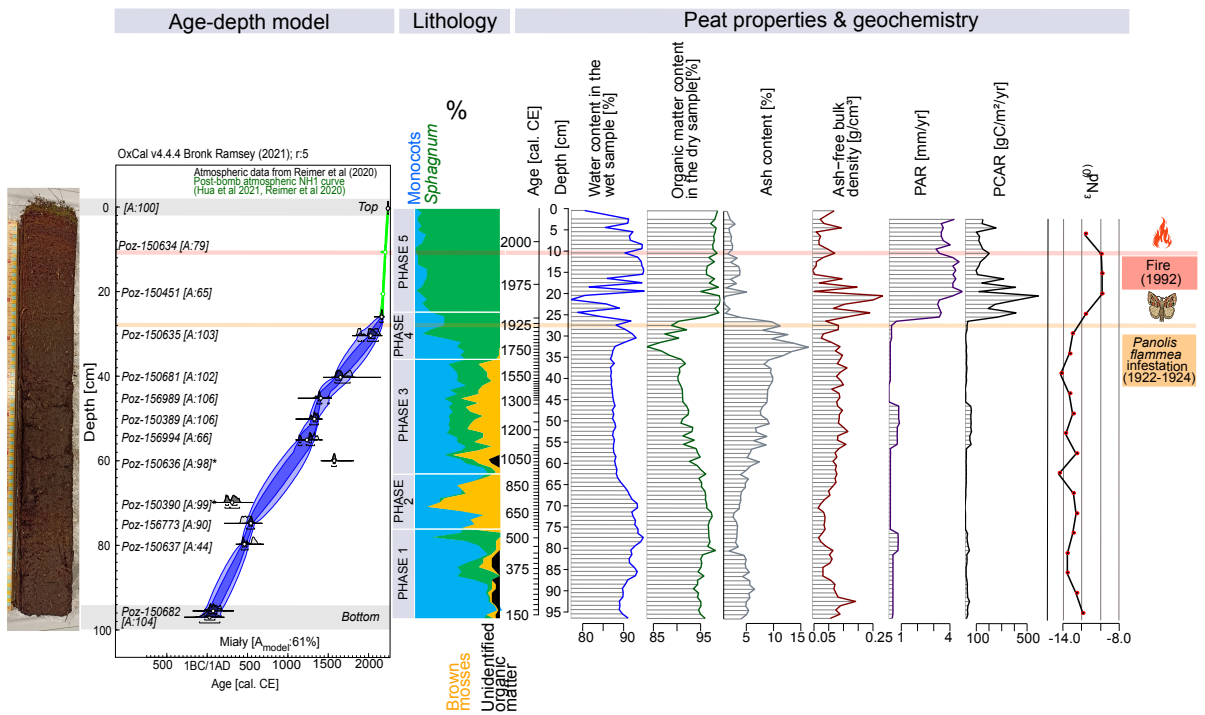 Age-depth model
Lithology
Peat properties & geochemistry
%
Monocots
Sphagnum
Age [cal. CE]
Depth [cm]
Water content in the
wet sample [%]
Organic matter content
in the dry sample[%]
Ash content [%]
Ash-free bulk
density [g/cm³]
PAR [mm/yr]
PCAR [gC/m²/yr]
εNd(0)
OxCal v4.4.4 Bronk Ramsey (2021); r:5
Atmospheric data from Reimer et al (2020)
Post-bomb atmospheric NH1 curve
(Hua et al 2021, Reimer et al 2020)
[A:100]
Top
Poz-150634 [A:79]
Poz-150451 [A:65]
Poz-150635 [A:103]
Poz-150681 [A:102]
Poz-156989 [A:106]
Poz-150389 [A:106]
Poz-156994 [A:66]
Poz-150636 [A:98]*
Poz-150390 [A:99]*
Poz-156773 [A:90]
Poz-150637 [A:44]
Poz-150682
[A:104]
Bottom
Miały [Amodel:61%]
Depth [cm]
0
20
40
60
80
100
500
1BC/1AD
500
1000
1500
2000
Age [cal. CE]
PHASE 5
PHASE
4
PHASE 3
PHASE
2
PHASE 1
Brown
mosses
Unidentified
organic
matter
2000
1975
1925
1750
1550
1300
1200
1050
850
650
500
375
150
0
5
10
15
20
25
30
35
40
45
50
55
60
65
70
75
80
85
90
95
80
90
85
95
5
15
0.05
0.25
1
4
100
500
-14.0
-8.0
Fire
(1992)
Panolis
flammea
infestation
(1922-1924)